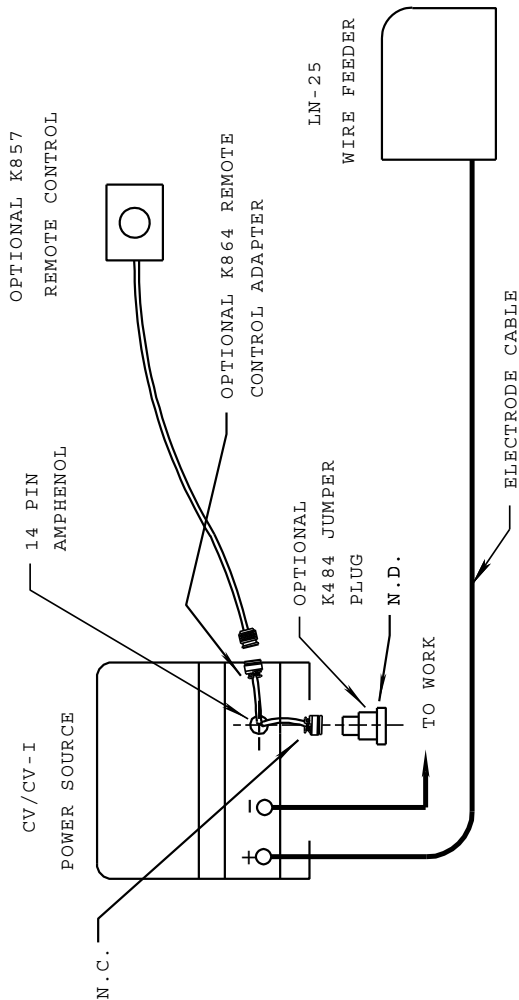 N.C.
CV/CV-I
POWER SOURCE
14 PIN
AMPHENOL
OPTIONAL K857
REMOTE CONTROL
OPTIONAL K864 REMOTE
CONTROL ADAPTER
OPTIONAL
K484 JUMPER
PLUG
N.D.
+
-
TO WORK
ELECTRODE CABLE
LN-25
WIRE FEEDER